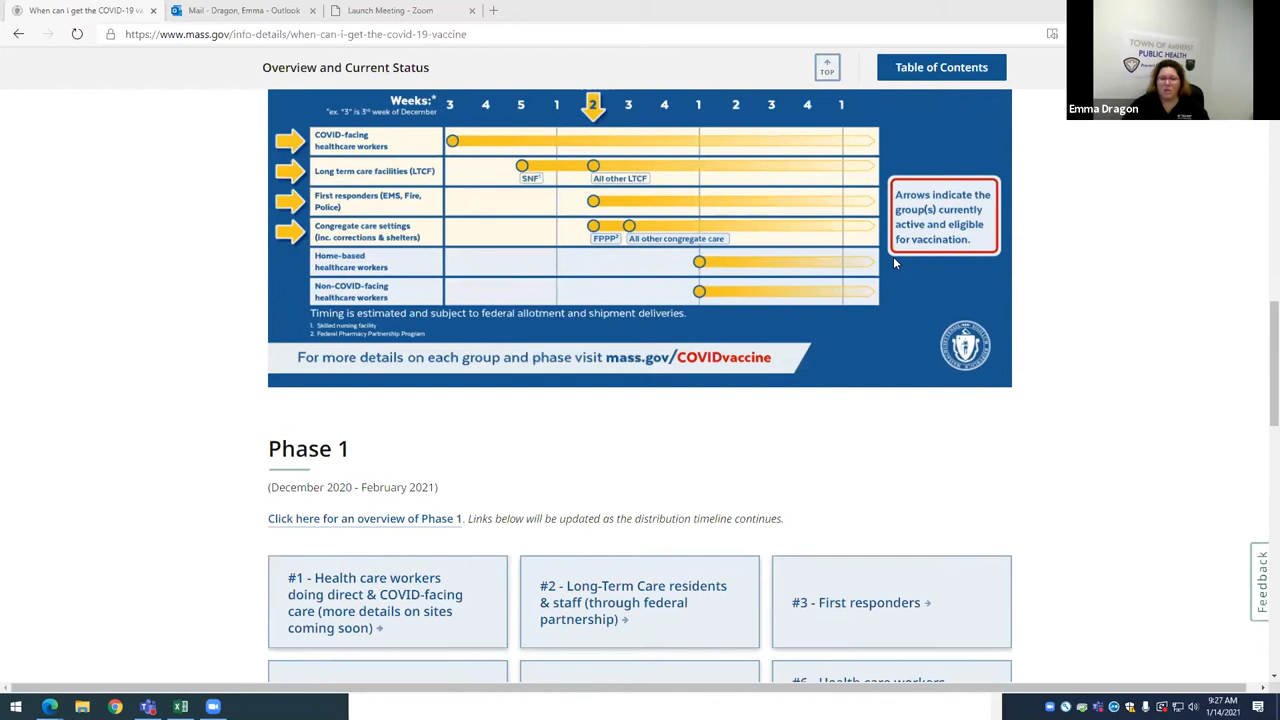 When can I get the COVID-19 va
Mail - Dragon, Emma - Outlook
Launch Meeting - Zoom
https://www.mass.gov/info-details/when-can-i-get-the-covid-19-vaccine
TOWN OF AMHERST
PUBLIC HEALTH
Emma Dragon
Overview and Current Status
TOP
Table of Contents
Weeks:* 3 4 5 1 2 3 4 1 2 3 4 1
"ex. "3" is 3rd week of December
COVID-facing
healthcare workers
Long term care facilities (LTCF)
SNF¹ All other LTCF
First responders (EMS, Fire,
Police)
Congregate care settings
(Inc. corrections & shelters)
FPPP² All other congregate care
Home-based
healthcare workers
Non-COVID-facing
healthcare workers
Arrows indicate the
group(s) currently
active and eligible
for vaccination.
Timing is estimated and subject to federal allotment and shipment deliveries.
1. Skilled nursing facility
2. Federal Pharmacy Partnership Program
For more details on each group and phase visit mass.gov/COVIDvaccine
Phase 1
(December 2020 - February 2021)
Click here for an overview of Phase 1. Links below will be updated as the distribution timeline continues.
#1 - Health care workers
doing direct & COVID-facing
care (more details on sites
coming soon)
#2 - Long-Term Care residents
& staff (through federal
partnership)
#3 - First responders
#6 - Health care workers
Feedback
9:27 AM
1/14/2021